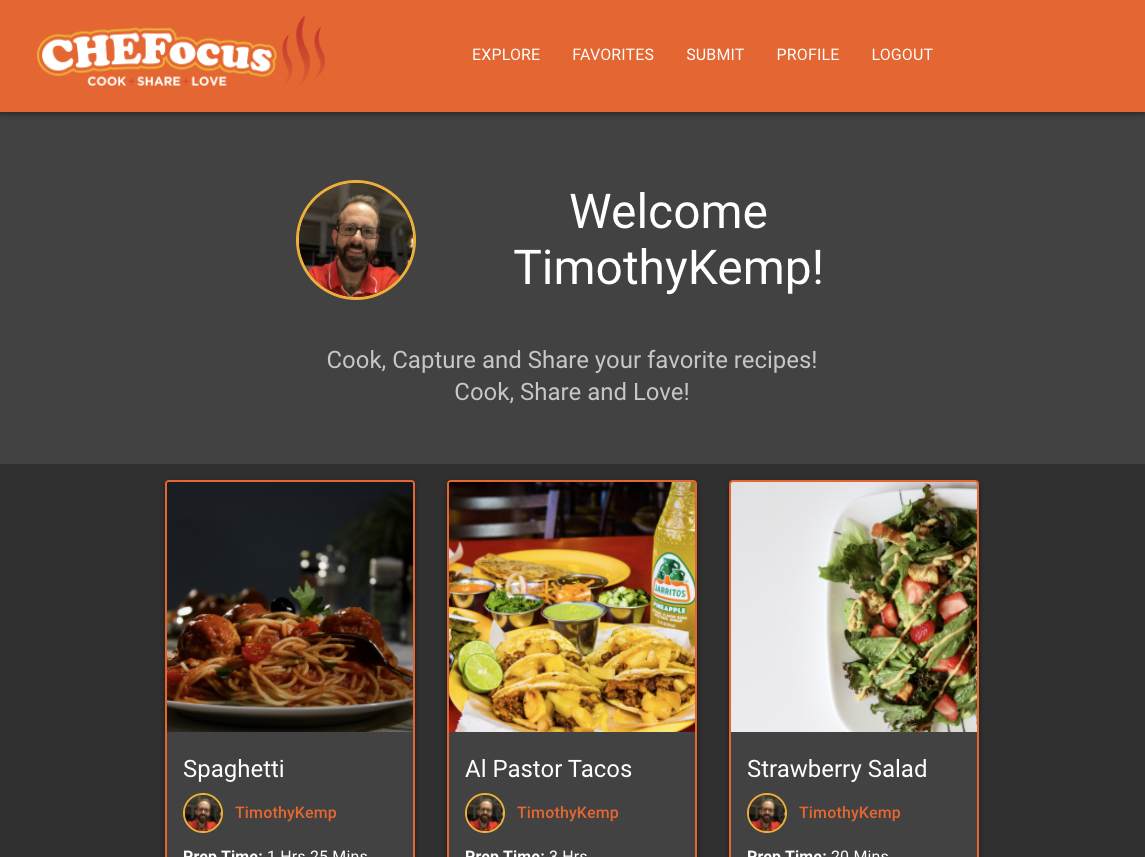 CHEFocus
COOK • SHARE • LOVE
EXPLORE FAVORITES SUBMIT PROFILE LOGOUT
Welcome
TimothyKemp!
Cook, Capture and Share your favorite recipes!
Cook, Share and Love!
JARRITOS
PINEAPPLE
Spaghetti
TimothyKemp
Prep Time: 1 Hrs 25 Mins
Al Pastor Tacos
TimothyKemp
Prep Time: 3 Hrs
Strawberry Salad
TimothyKemp
Prep Time: 20 Mins